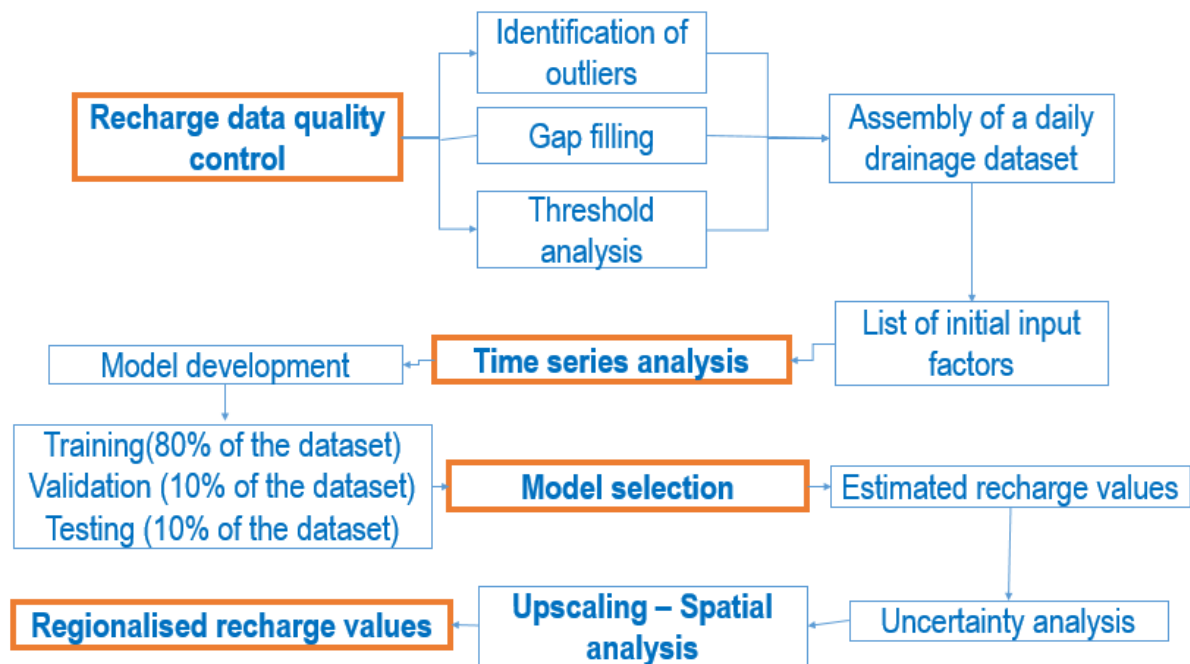 Identification of
outliers
Recharge data quality
control
Gap filling
Assembly of a daily
drainage dataset
Threshold
analysis
List of initial input
factors
Time series analysis
Model development
Training(80% of the dataset)
Validation (10% of the dataset)
Testing (10% of the dataset)
Model selection
Estimated recharge values
Uncertainty analysis
Upscaling – Spatial
analysis
Regionalised recharge values